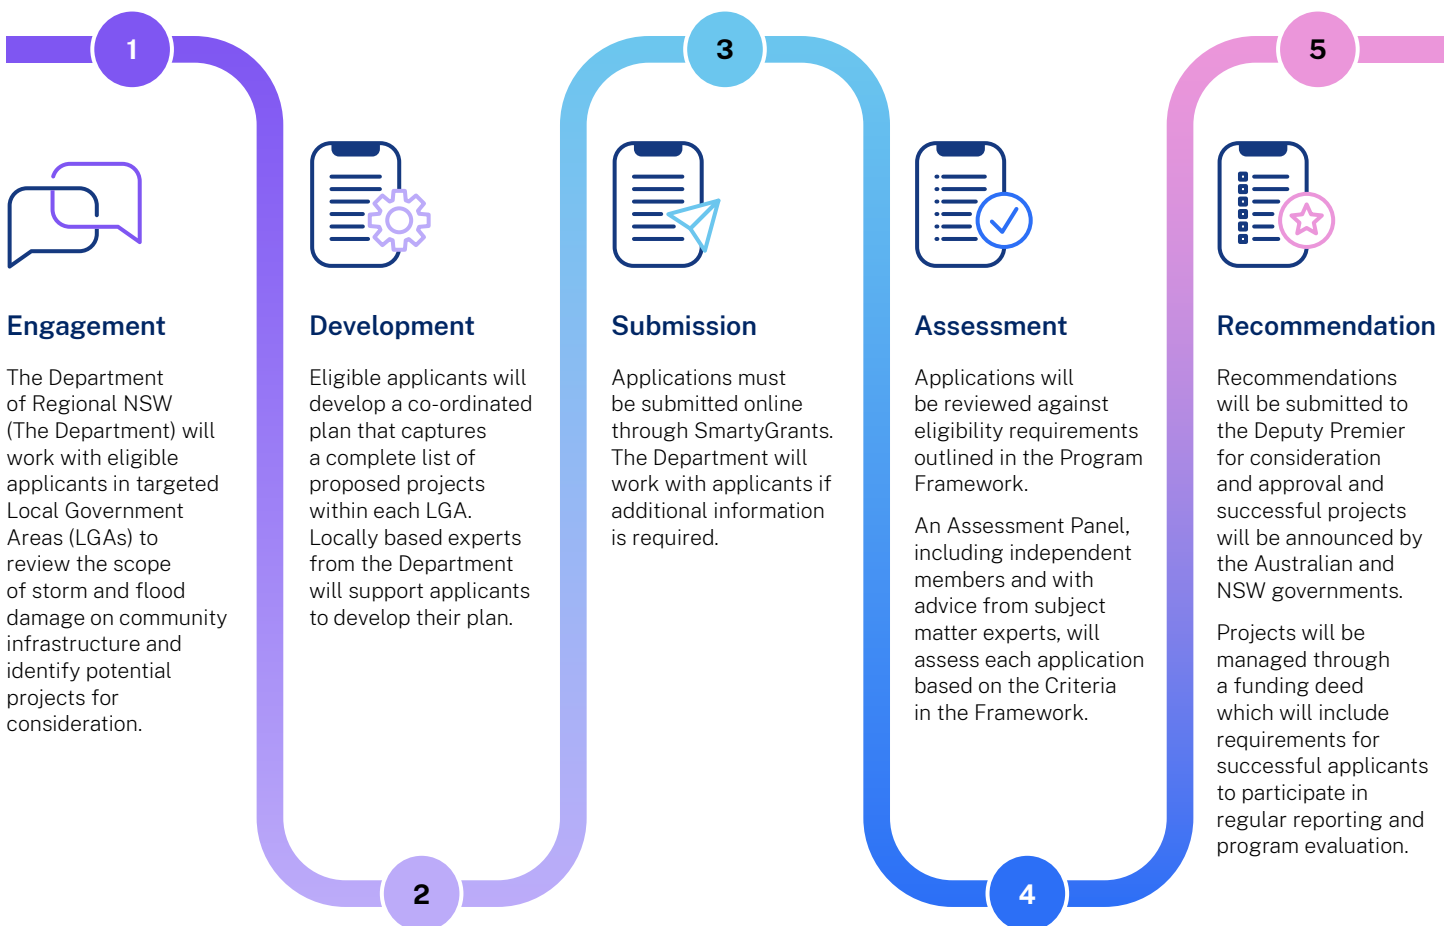 1
Engagement
The Department
of Regional NSW
(The Department) will
work with eligible
applicants in targeted
Local Government
Areas (LGAs) to
review the scope
of storm and flood
damage on community
infrastructure and
identify potential
projects for
consideration.
2
Development
Eligible applicants will
develop a co-ordinated
plan that captures
a complete list of
proposed projects
within each LGA.
Locally based experts
from the Department
will support applicants
to develop their plan.
3
Submission
Applications must
be submitted online
through SmartyGrants.
The Department will
work with applicants if
additional information
is required.
4
Assessment
Applications will
be reviewed against
eligibility requirements
outlined in the Program
Framework.
An Assessment Panel,
including independent
members and with
advice from subject
matter experts, will
assess each application
based on the Criteria
in the Framework.
5
Recommendation
Recommendations
will be submitted to
the Deputy Premier
for consideration
and approval and
successful projects
will be announced by
the Australian and
NSW governments.
Projects will be
managed through
a funding deed
which will include
requirements for
successful applicants
to participate in
regular reporting and
program evaluation.